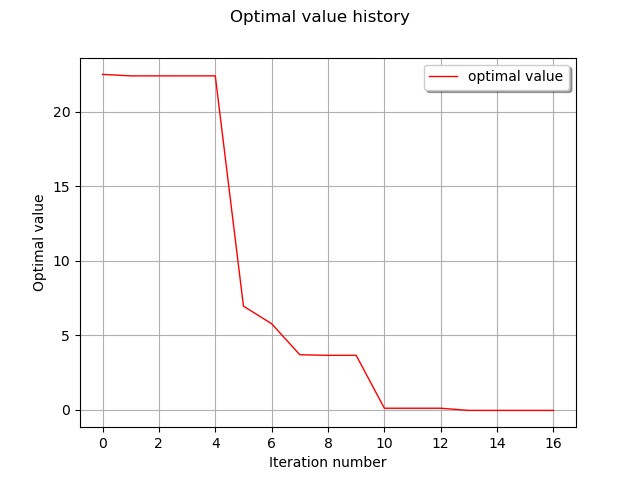 Optimal value history
optimal value
20
15
10
5
0
Optimal value
0 2 4 6 8 10 12 14 16
Iteration number